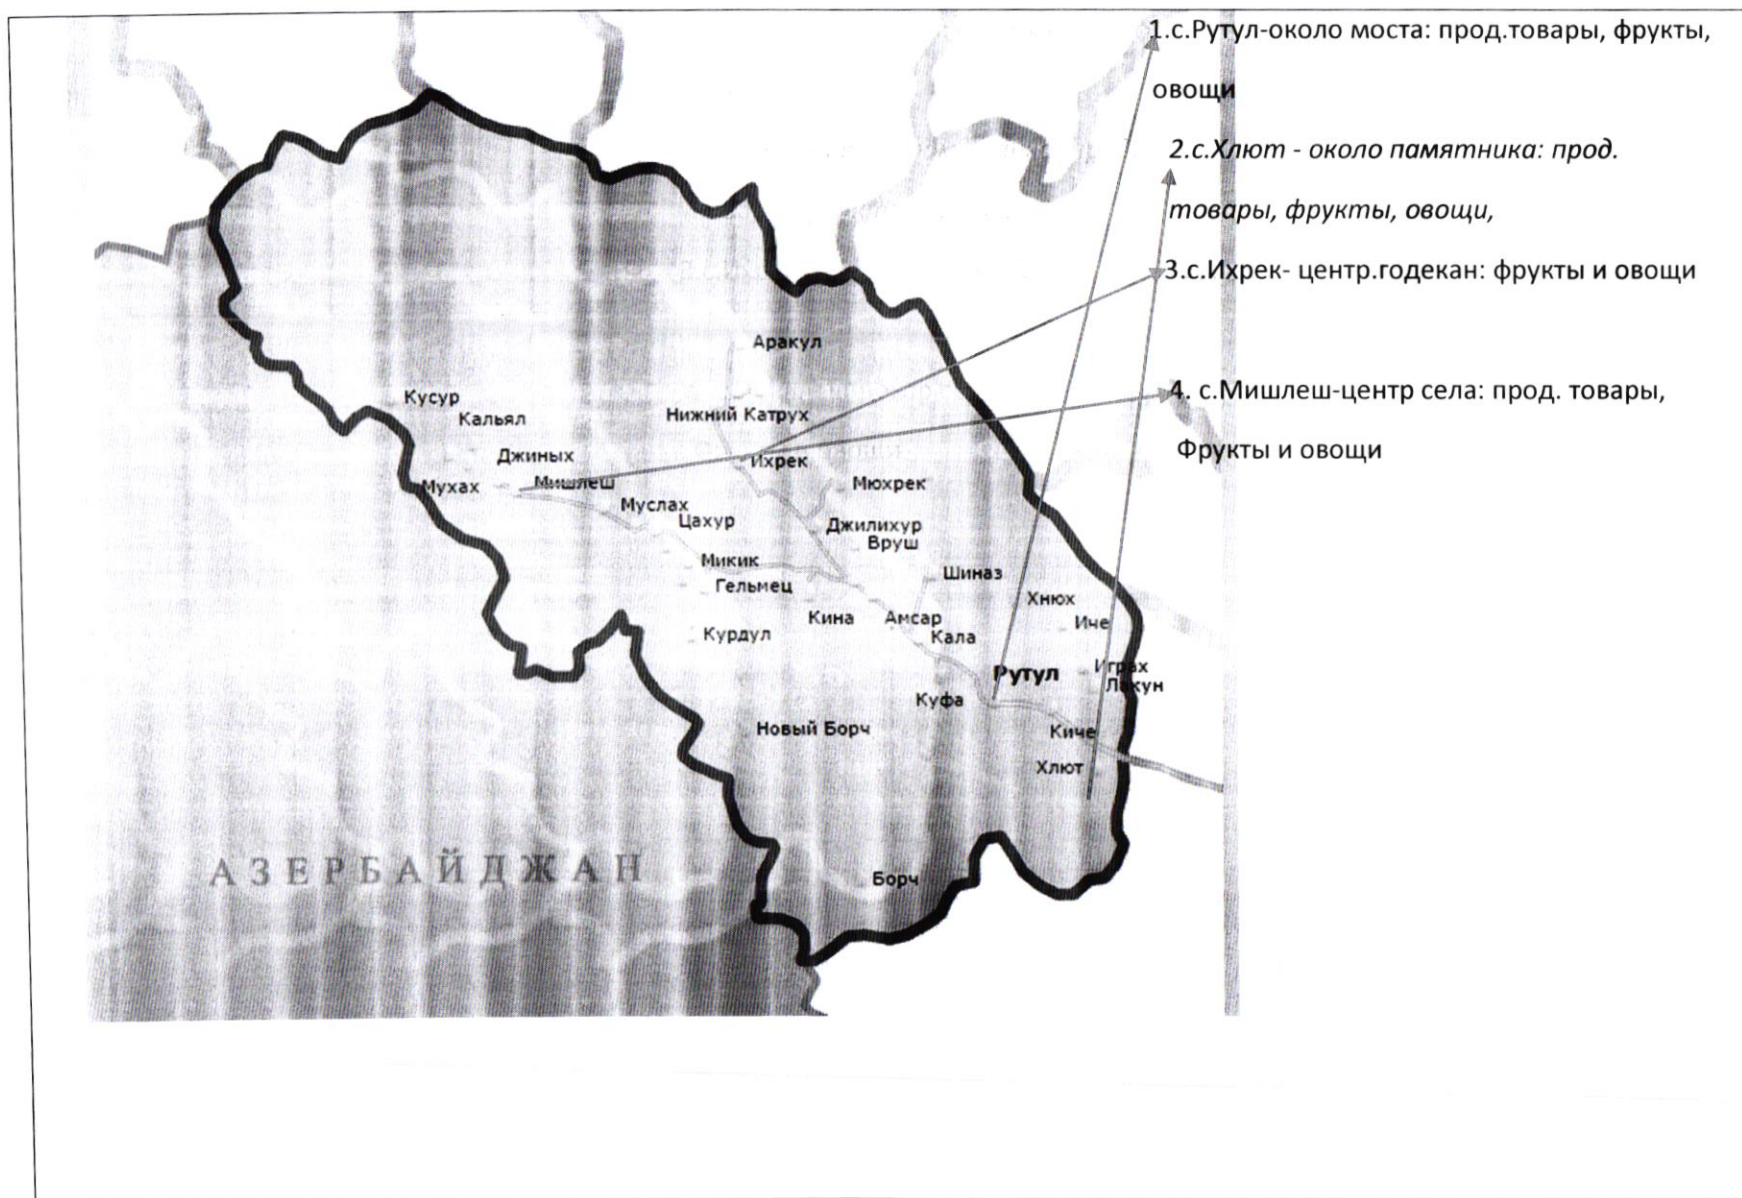 1.с.Рутул-около моста: прод.товары, фрукты,
овощи
2.с.Хлют - около памятника: прод.
товары, фрукты, овощи,
3.с.Ихрек- центр.годекан: фрукты и овощи
4. с.Мишлеш-центр села: прод. товары,
Фрукты и овощи
Аракул
Кусур
Кальял
Нижний Катрух
Джиных
Ихрек
Мухах
Мишлеш
Мюхрек
Муслах
Цахур
Джилихур
Вруш
Микик
Гельмец
Шиназ
Хнюх
Кина
Амсар
Иче
Курдул
Кала
Рутул
Играх
Лакун
Куфа
Новый Борч
Киче
Хлют
АЗЕРБАЙДЖАН
Борч